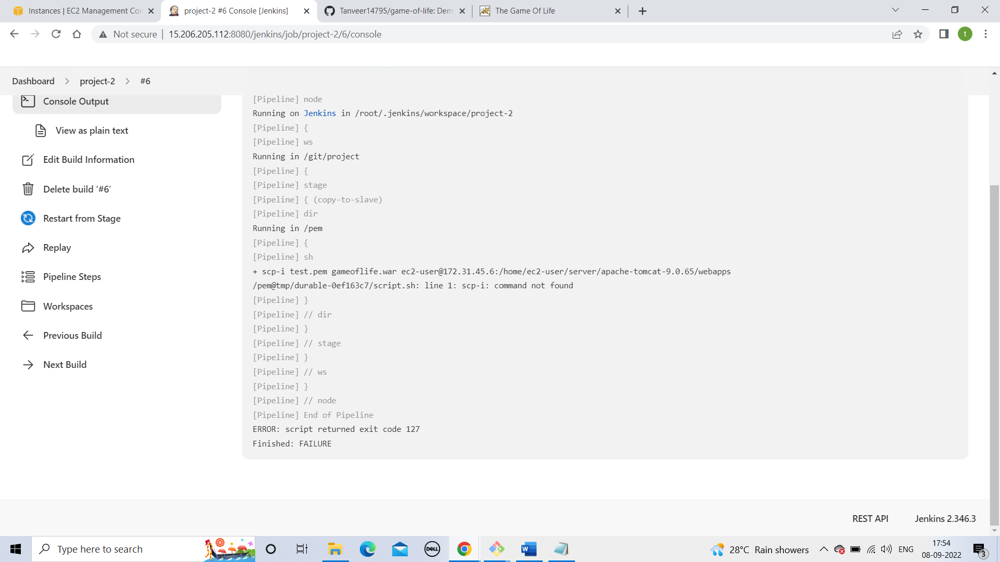 Instances | EC2 Management Con
project-2 #6 Console [Jenkins]
Tanveer14795/game-of-life: Dem
The Game Of Life
Not secure
15.206.205.112:8080/jenkins/job/project-2/6/console
t
Dashboard > project-2 > #6
Console Output
View as plain text
Edit Build Information
Delete build ‘#6’
Restart from Stage
Replay
Pipeline Steps
Workspaces
Previous Build
Next Build
[Pipeline] node
Running on Jenkins in /root/.jenkins/workspace/project-2
[Pipeline] {
[Pipeline] ws
Running in /git/project
[Pipeline] {
[Pipeline] stage
[Pipeline] { (copy-to-slave)
[Pipeline] dir
Running in /pem
[Pipeline] {
[Pipeline] sh
+ scp-i test.pem gameoflife.war ec2-user@172.31.45.6:/home/ec2-user/server/apache-tomcat-9.0.65/webapps
/pem@tmp/durable-0ef163c7/script.sh: line 1: scp-i: command not found
[Pipeline] }
[Pipeline] // dir
[Pipeline] }
[Pipeline] // stage
[Pipeline] }
[Pipeline] // ws
[Pipeline] }
[Pipeline] // node
[Pipeline] End of Pipeline
ERROR: script returned exit code 127
Finished: FAILURE
REST API
Jenkins 2.346.3
Type here to search
DELL
W
28°C Rain showers
ENG
17:54
08-09-2022
3